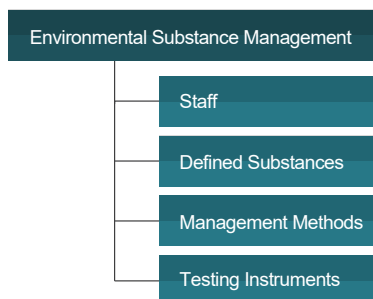 Environmental Substance Management
Staff
Defined Substances
Management Methods
Testing Instruments